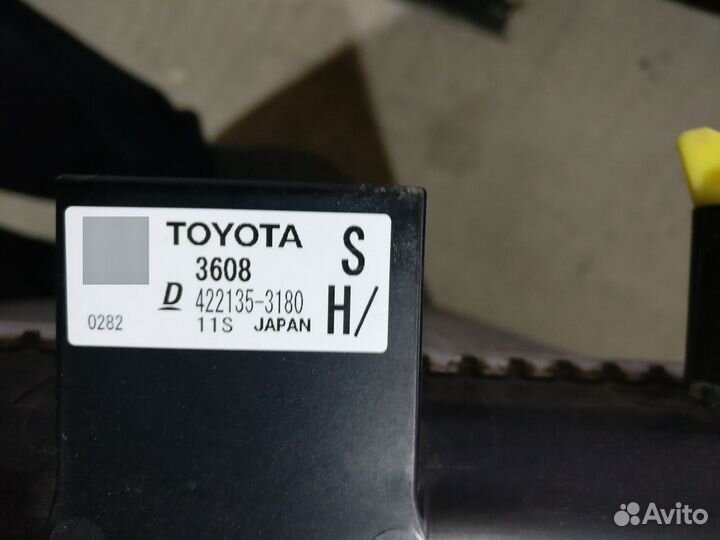 TOYOTA
3608
D 422135-3180
0282 11S JAPAN
S
H/
Avito